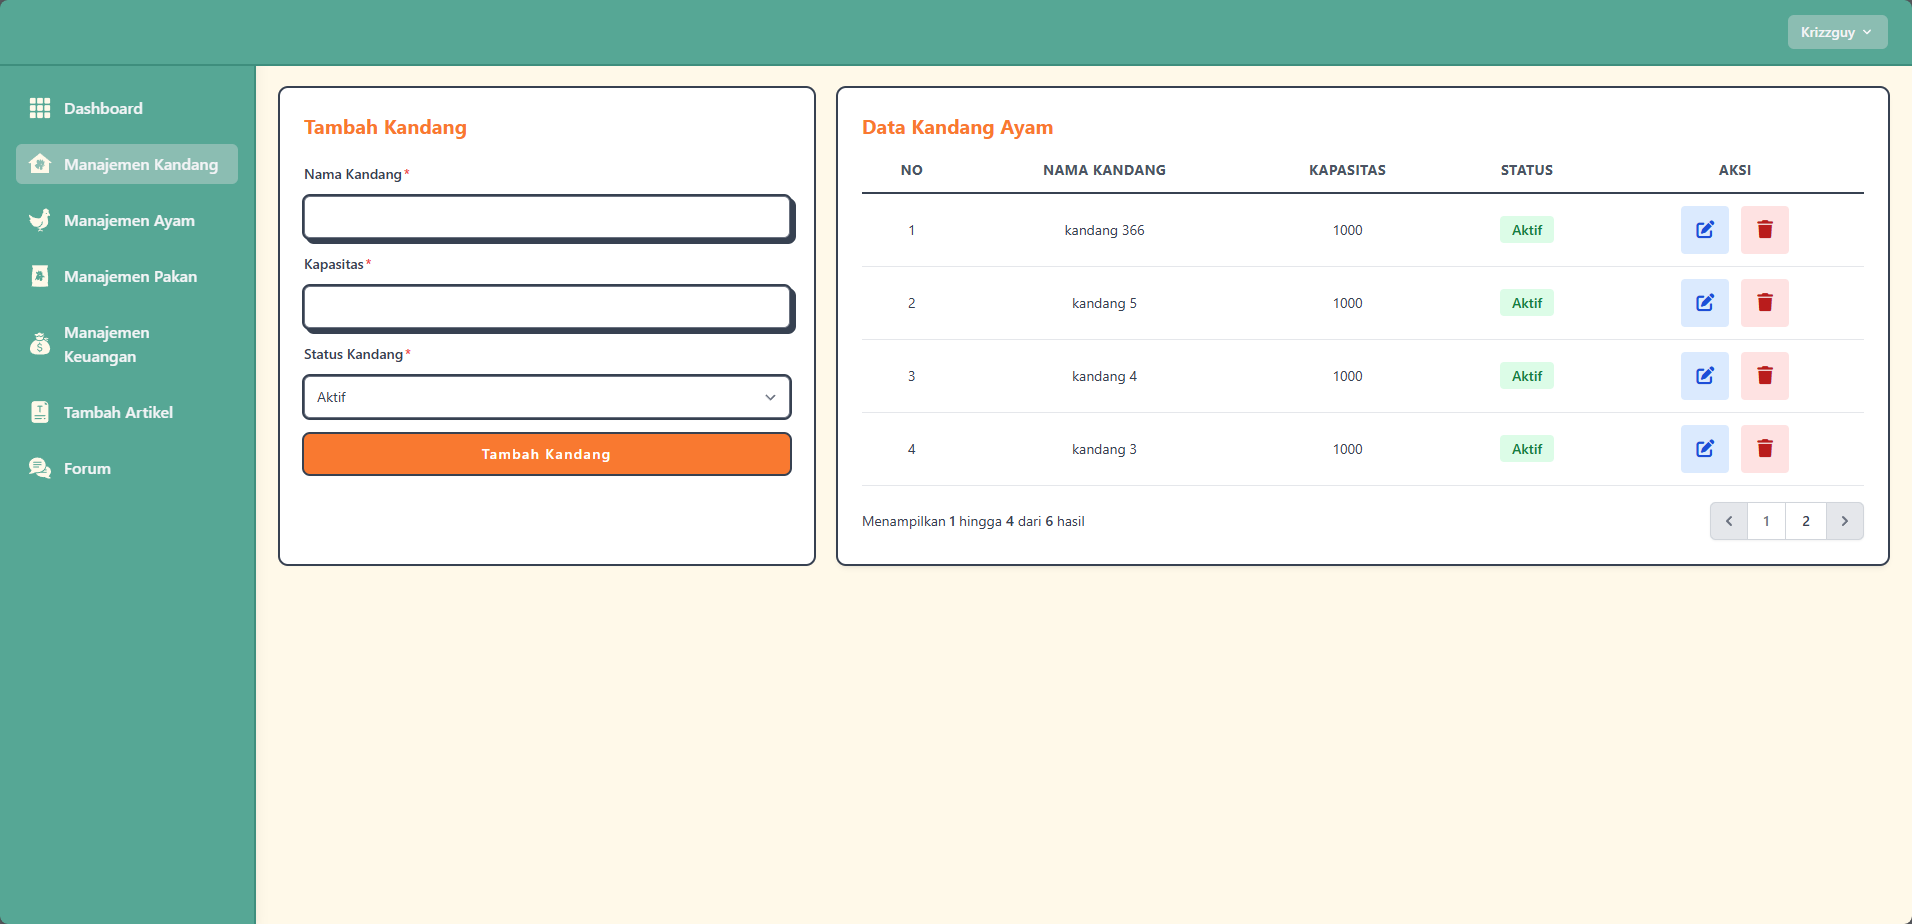 Krizzguy
Dashboard
Manajemen Kandang
Manajemen Ayam
Manajemen Pakan
Manajemen
Keuangan
Tambah Artikel
Forum
Tambah Kandang
Nama Kandang*
Kapasitas*
Status Kandang*
Aktif
Tambah Kandang
Data Kandang Ayam
NO NAMA KANDANG KAPASITAS STATUS AKSI
1 kandang 366 1000 Aktif
2 kandang 5 1000 Aktif
3 kandang 4 1000 Aktif
4 kandang 3 1000 Aktif
Menampilkan 1 hingga 4 dari 6 hasil
1 2